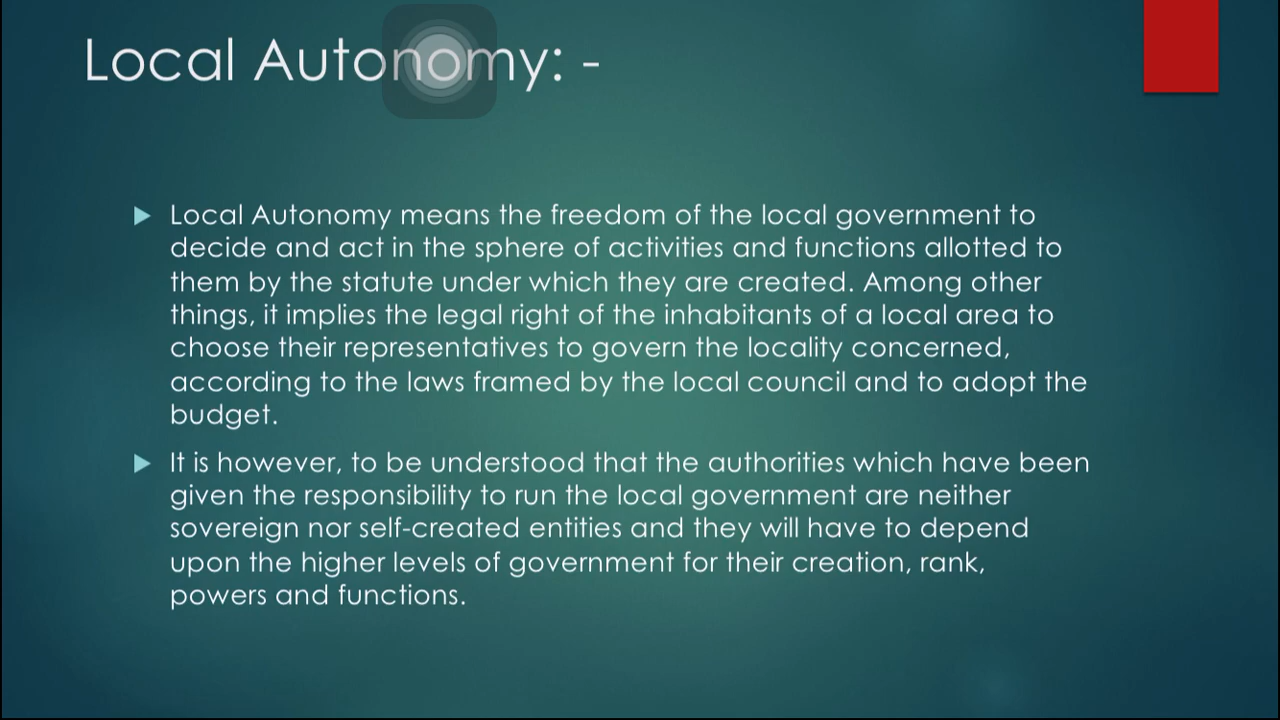 Local Autonomy: -
Local Autonomy means the freedom of the local government to
decide and act in the sphere of activities and functions allotted to
them by the statute under which they are created. Among other
things, it implies the legal right of the inhabitants of a local area to
choose their representatives to govern the locality concerned,
according to the laws framed by the local council and to adopt the
budget.
It is however, to be understood that the authorities which have been
given the responsibility to run the local government are neither
sovereign nor self-created entities and they will have to depend
upon the higher levels of government for their creation, rank,
powers and functions.